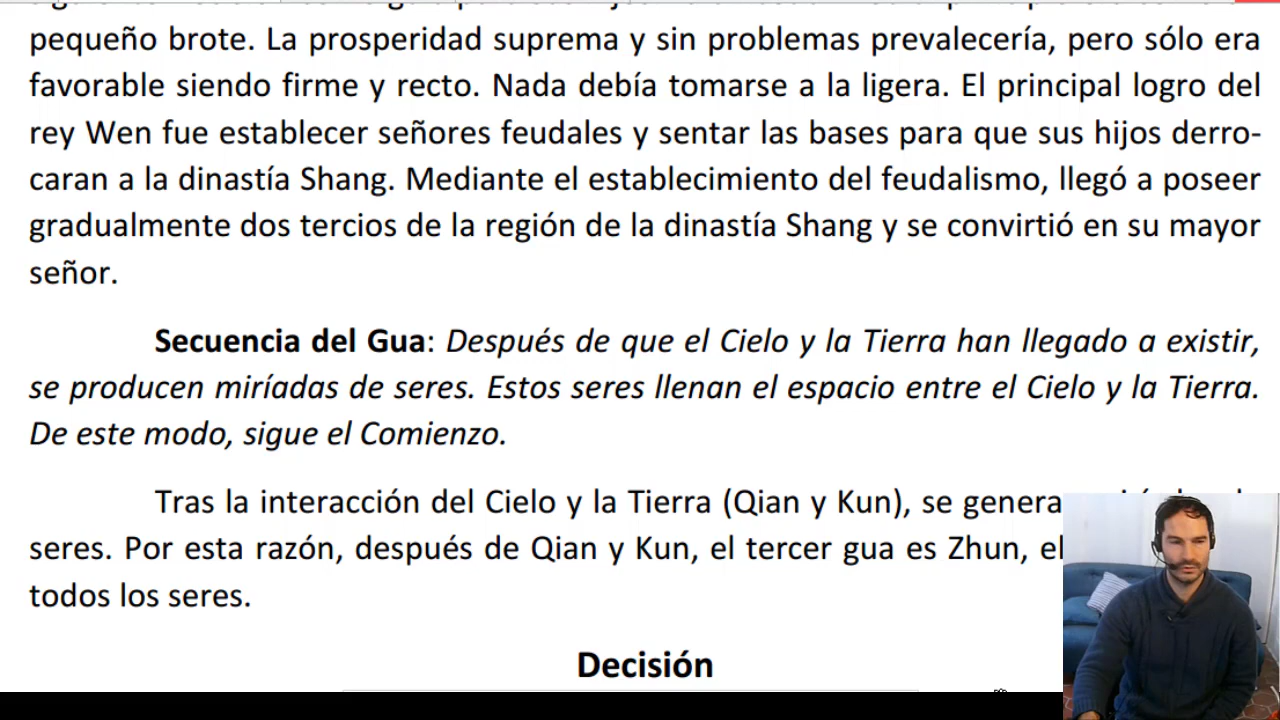 pequeño brote. La prosperidad suprema y sin problemas prevalecería, pero sólo era
favorable siendo firme y recto. Nada debía tomarse a la ligera. El principal logro del
rey Wen fue establecer señores feudales y sentar las bases para que sus hijos derro-
caran a la dinastía Shang. Mediante el establecimiento del feudalismo, llegó a poseer
gradualmente dos tercios de la región de la dinastía Shang y se convirtió en su mayor
señor.
Secuencia del Gua: Después de que el Cielo y la Tierra han llegado a existir,
se producen miríadas de seres. Estos seres llenan el espacio entre el Cielo y la Tierra.
De este modo, sigue el Comienzo.
Tras la interacción del Cielo y la Tierra (Qian y Kun), se genera
seres. Por esta razón, después de Qian y Kun, el tercer gua es Zhun, el
todos los seres.
Decisión